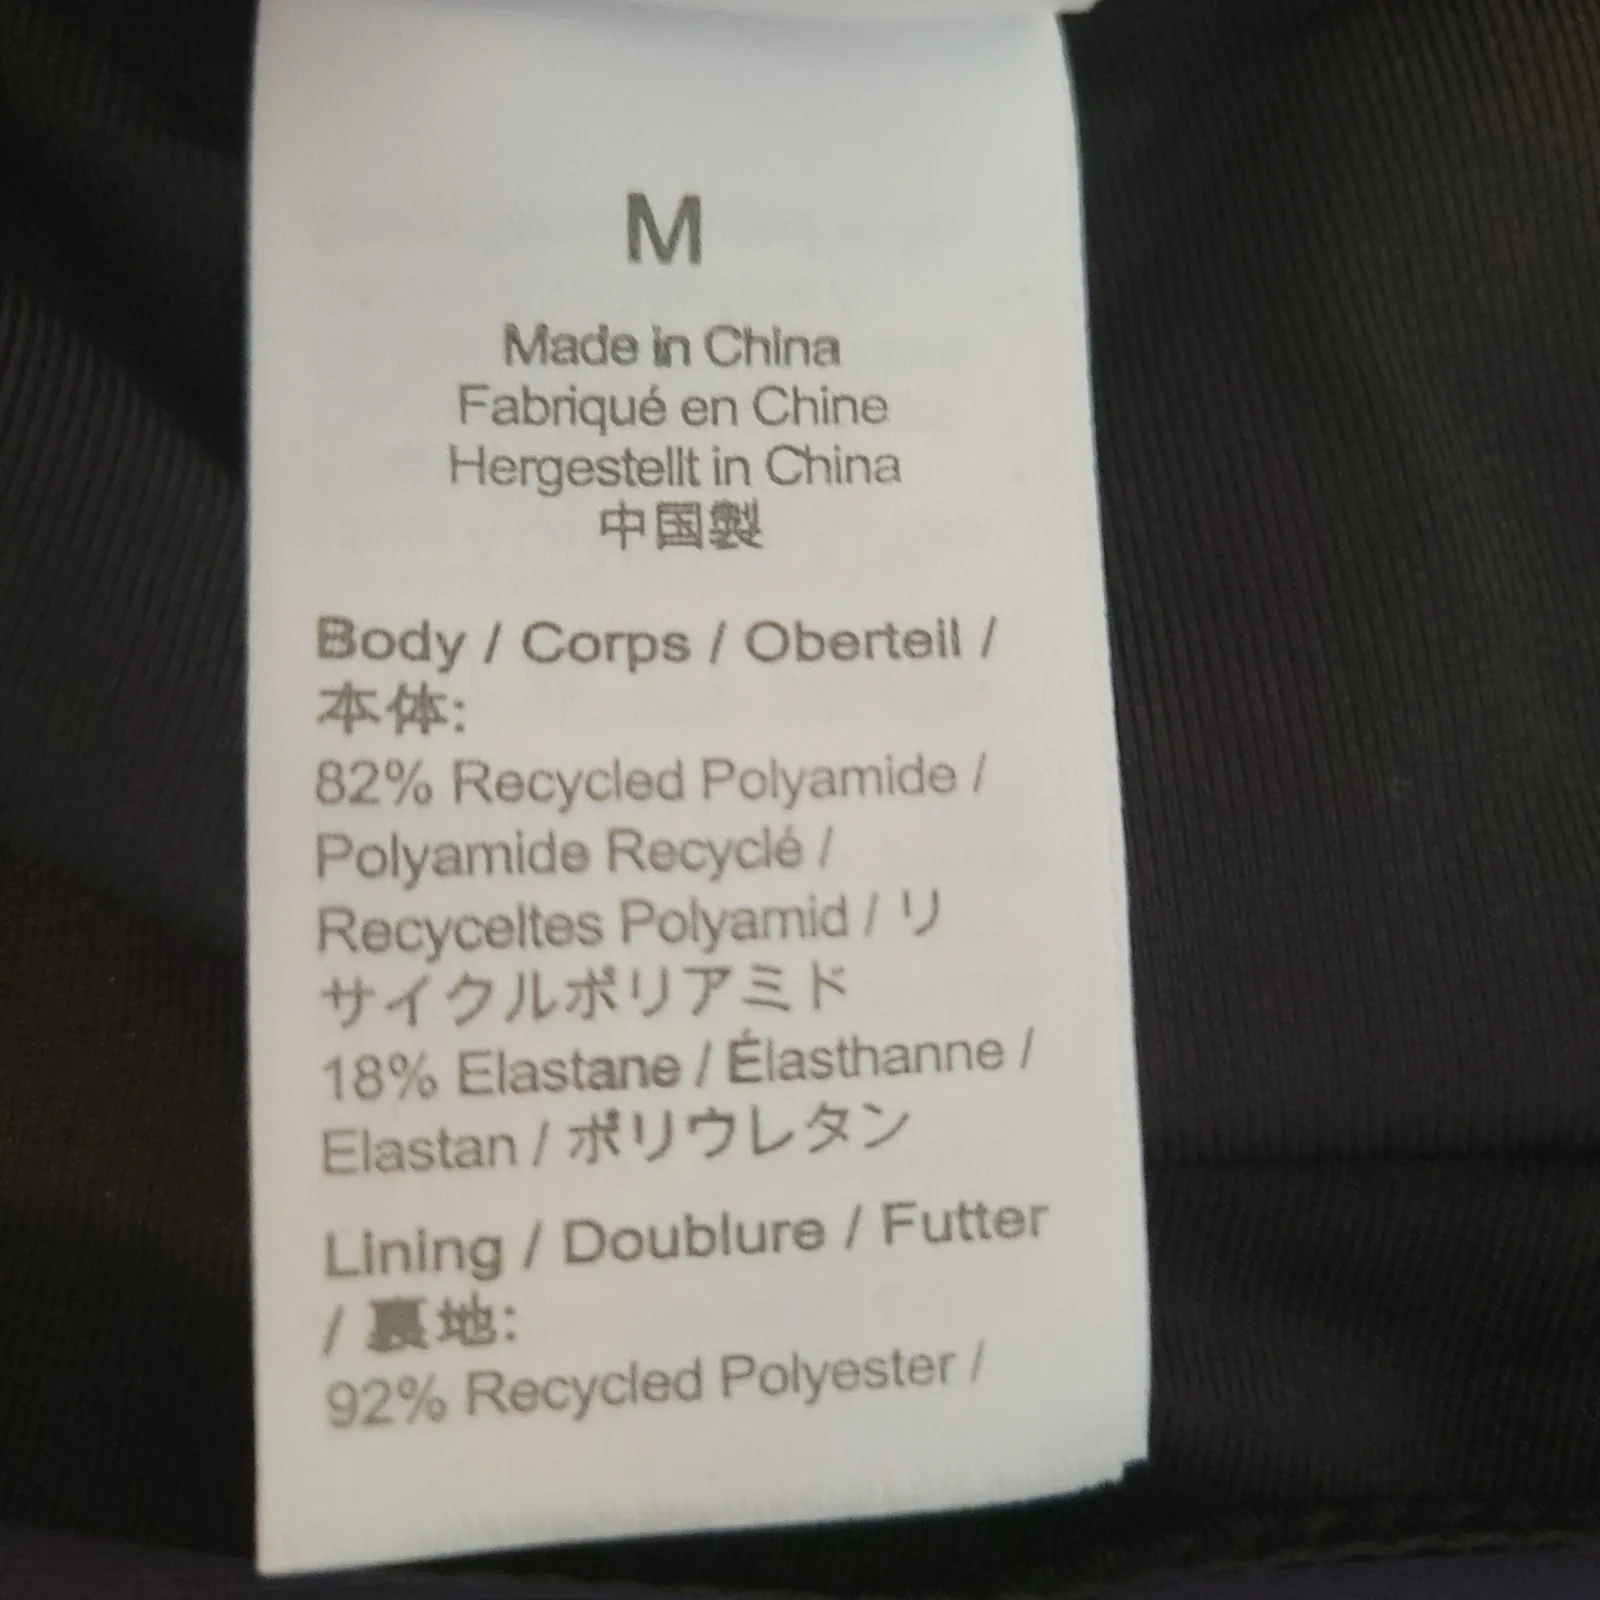 M
Made in China
Fabriqué en Chine
Hergestellt in China
中国製
Body / Corps / Oberteil /
本体:
82% Recycled Polyamide /
Polyamide Recyclé /
Recyceltes Polyamid / リ
サイクルポリアミド
18% Elastane / Élasthanne /
Elastan / ポリウレタン
Lining / Doublure / Futter
/ 裏地:
92% Recycled Polyester /